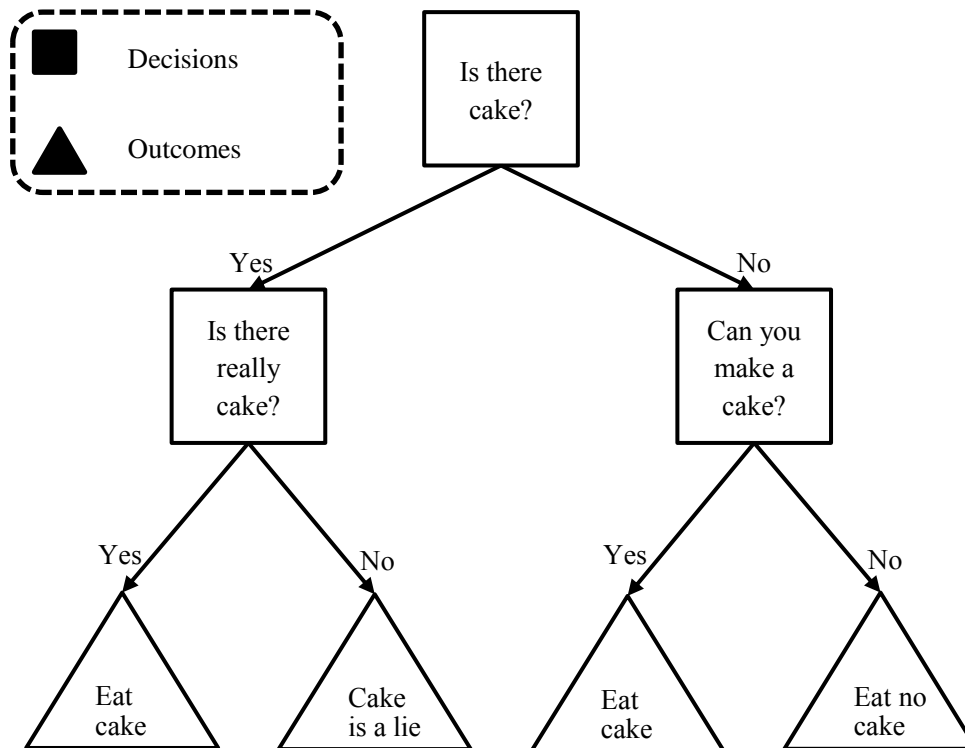 Decisions
Outcomes
Is there
cake?
Yes
No
Is there
really
cake?
Can you
make a
cake?
Yes
No
Yes
No
Eat
cake
Cake
is a lie
Eat
cake
Eat no
cake